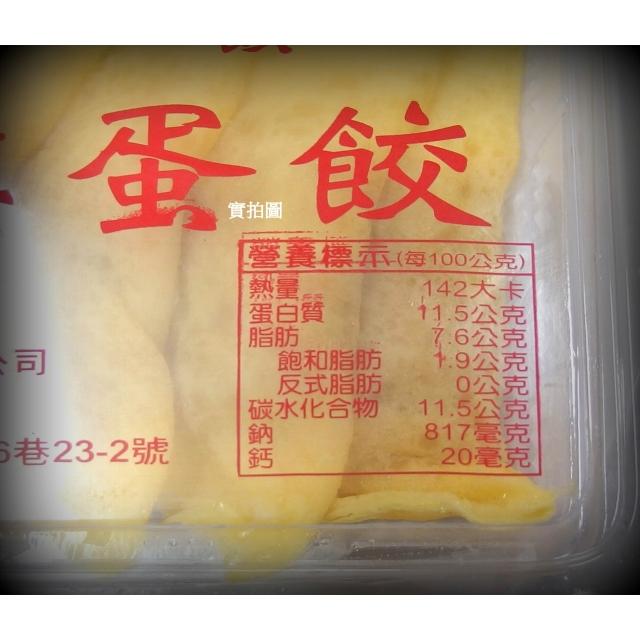 蛋餃
實拍圖
營養標示(每100公克)
熱量 142大卡
蛋白質 11.5公克
脂肪 7.6公克
飽和脂肪 1.9公克
反式脂肪 0公克
碳水化合物 11.5公克
鈉 817毫克
鈣 20毫克
公司
6巷23-2號